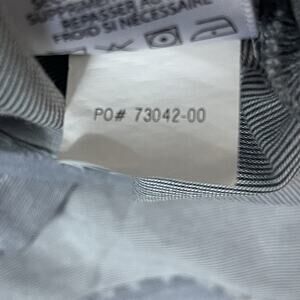 REPASSER AU
FROID SI NÉCESSAIRE
PO# 73042-00